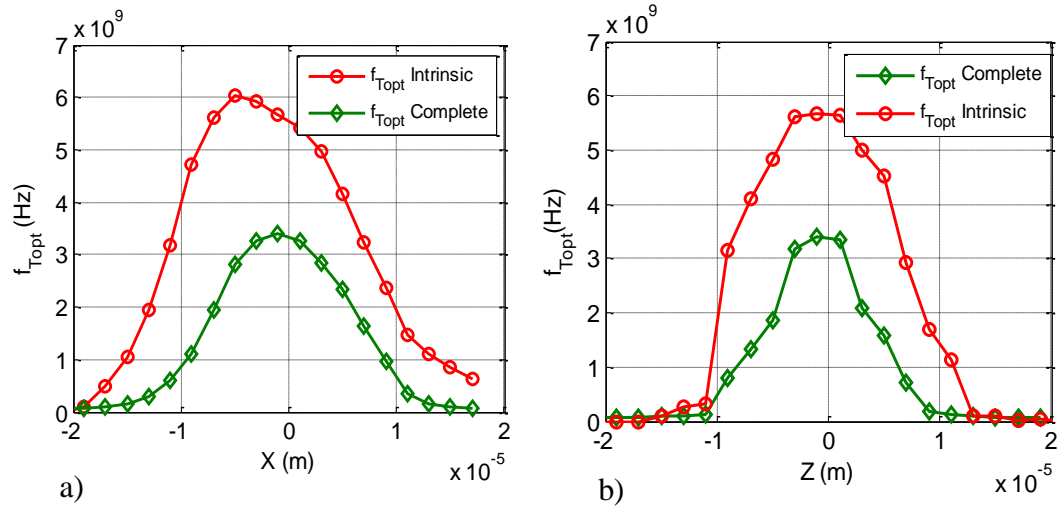 x 10^9
7
6
5
4
3
2
1
0
f_Topt (Hz)
f_Topt Intrinsic
f_Topt Complete
-2 -1 0 1 2
X (m)
x 10^-5
a)
x 10^9
7
6
5
4
3
2
1
0
f_Topt(Hz)
f_Topt Complete
f_Topt Intrinsic
-2 -1 0 1 2
Z (m)
x 10^-5
b)